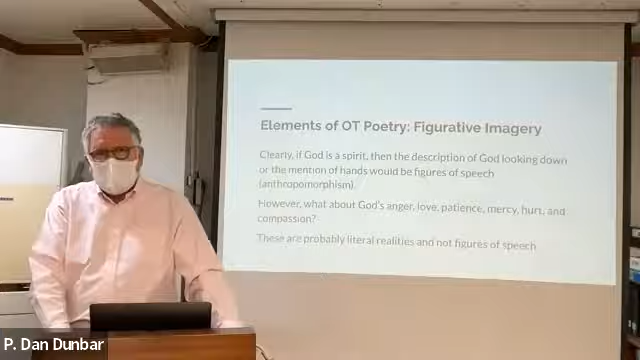 Elements of OT Poetry: Figurative Imagery
Clearly, if God is a spirit, then the description of God looking down
or the mention of hands would be figures of speech
(anthropomorphism).
However, what about God's anger, love, patience, mercy, hurt, and
compassion?
These are probably literal realities and not figures of speech
P. Dan Dunbar